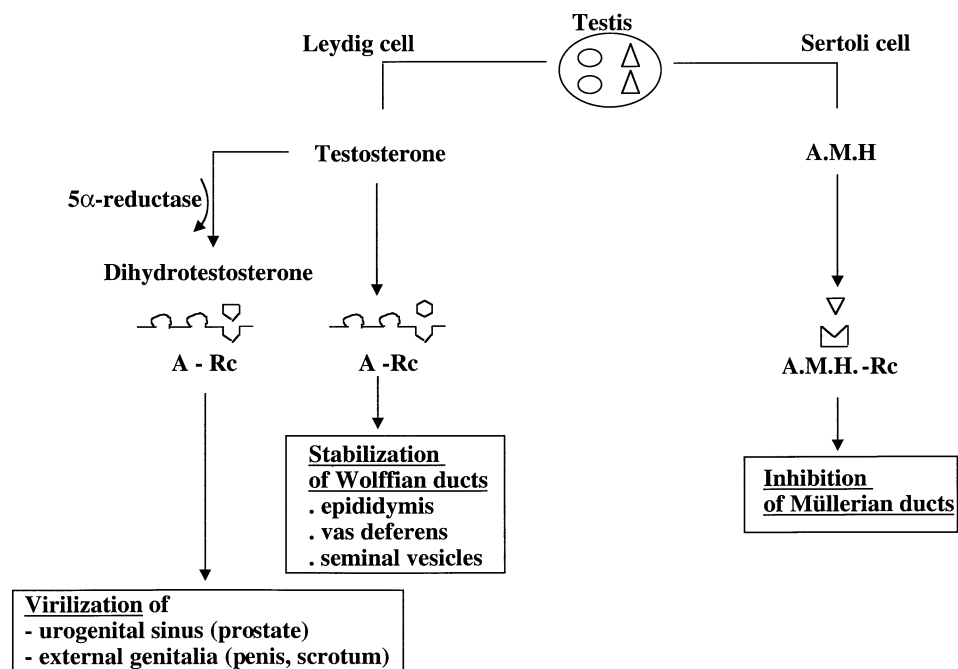 Testis
Leydig cell
Sertoli cell
Testosterone
A.M.H
5α-reductase
Dihydrotestosterone
A - Rc
A -Rc
A.M.H. -Rc
Stabilization
of Wolffian ducts
. epididymis
. vas deferens
. seminal vesicles
Inhibition
of Müllerian ducts
Virilization of
- urogenital sinus (prostate)
- external genitalia (penis, scrotum)